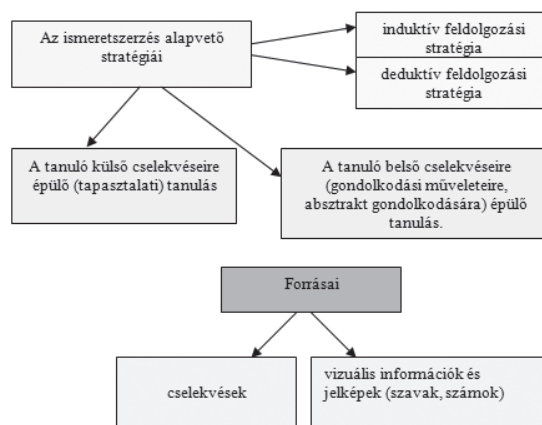 Az ismeretszerzés alapvető
stratégiái
induktív feldolgozási
stratégia
deduktív feldolgozási
stratégia
A tanuló külső cselekvéseire
épülő (tapasztalati) tanulás
A tanuló belső cselekvéseire
(gondolkodási műveleteire,
absztrakt gondolkodására) épülő
tanulás.
Forrásai
cselekvések
vizuális információk és
jelképek (szavak, számok)